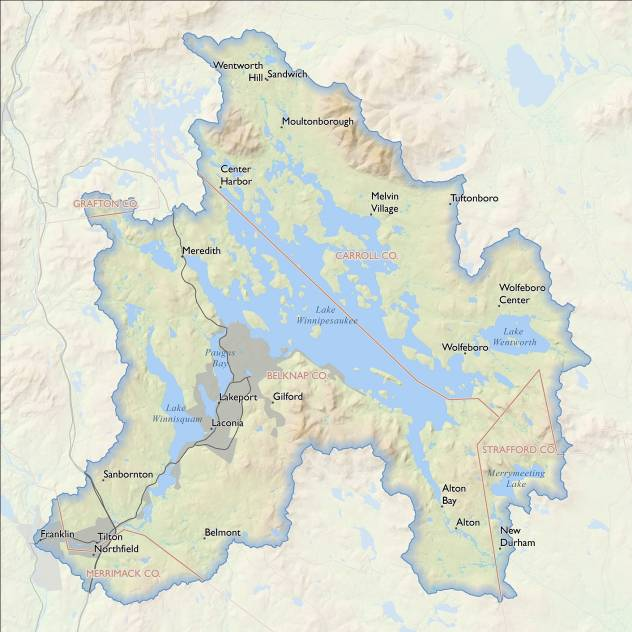 Wentworth
Hill
Sandwich
Moultonborough
Center
Harbor
Melvin
Village
Tuftonboro
GRAFTON CO.
Meredith
CARROLL CO.
Wolfeboro
Center
Lake
Winnipesaukee
Lake
Wentworth
Wolfeboro
Paugus
Bay
BELKNAP CO.
Lakeport
Gilford
Lake
Winnisquam
Laconia
STRAFFORD CO.
Sanbornton
Merrymeeting
Lake
Alton
Bay
Franklin
Tilton
Northfield
Belmont
Alton
New
Durham
MERRIMACK CO.